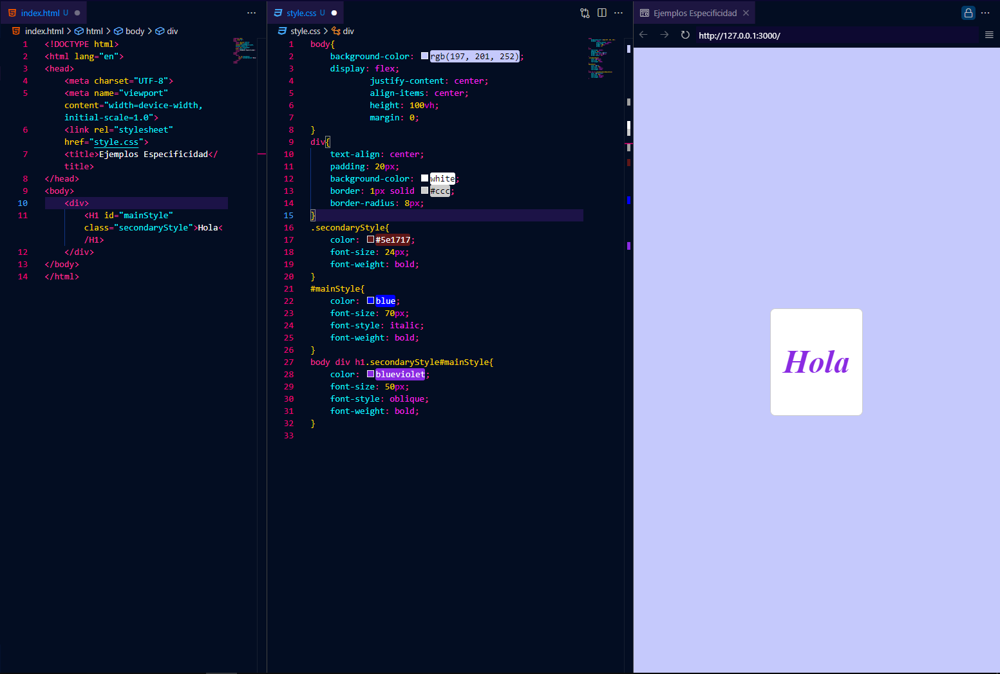 index.html U
index.html > html > body > div
1 <!DOCTYPE html>
2 <html lang="en">
3 <head>
4 <meta charset="UTF-8">
5 <meta name="viewport"
content="width=device-width,
initial-scale=1.0">
6 <link rel="stylesheet"
href="style.css">
7 <title>Ejemplos Especificidad</
title>
8 </head>
9 <body>
10 <div>
11 <H1 id="mainStyle"
class="secondaryStyle">Hola<
/H1>
12 </div>
13 </body>
14 </html>
style.css U
style.css > div
1 body{
2 background-color: rgb(197, 201, 252);
3 display: flex;
4 justify-content: center;
5 align-items: center;
6 height: 100vh;
7 margin: 0;
8 }
9 div{
10 text-align: center;
11 padding: 20px;
12 background-color: white;
13 border: 1px solid #ccc;
14 border-radius: 8px;
15 }
16 .secondaryStyle{
17 color: #5e1717;
18 font-size: 24px;
19 font-weight: bold;
20 }
21 #mainStyle{
22 color: blue;
23 font-size: 70px;
24 font-style: italic;
25 font-weight: bold;
26 }
27 body div h1.secondaryStyle#mainStyle{
28 color: blueviolet;
29 font-size: 50px;
30 font-style: oblique;
31 font-weight: bold;
32 }
33
Ejemplos Especificidad
http://127.0.0.1:3000/
Hola